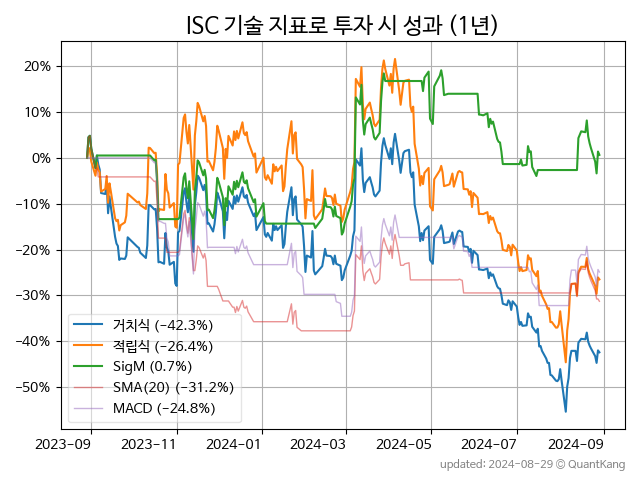 ISC 기술 지표로 투자 시 성과 (1년)
20%
10%
0%
−10%
−20%
−30%
−40%
−50%
거치식 (−42.3%)
적립식 (−26.4%)
SigM (0.7%)
SMA(20) (−31.2%)
MACD (−24.8%)
2023-09 2023-11 2024-01 2024-03 2024-05 2024-07 2024-09
updated: 2024-08-29 © QuantKang